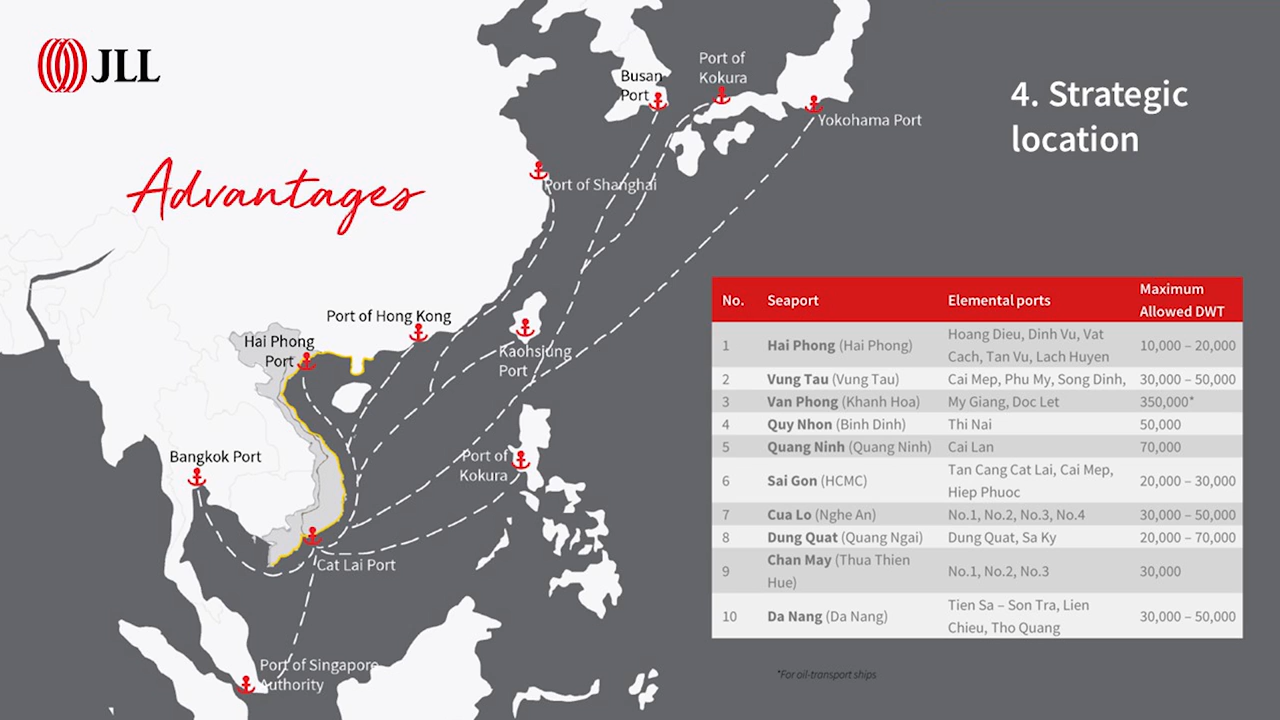 JLL
Advantages
4. Strategic
location
Busan
Port
Port of
Kokura
Yokohama Port
Port of Shanghai
Port of Hong Kong
Hai Phong
Port
Kaohsiung
Port
Bangkok Port
Port of
Kokura
Cat Lai Port
Port of Singapore
Authority
No. Seaport Elemental ports Maximum
Allowed DWT
1 Hai Phong (Hai Phong) Hoang Dieu, Dinh Vu, Vat
Cach, Tan Vu, Lach Huyen 10,000 – 20,000
2 Vung Tau (Vung Tau) Cai Mep, Phu My, Song Dinh, 30,000 – 50,000
3 Van Phong (Khanh Hoa) My Giang, Doc Let 350,000*
4 Quy Nhon (Binh Dinh) Thi Nai 50,000
5 Quang Ninh (Quang Ninh) Cai Lan 70,000
6 Sai Gon (HCMC) Tan Cang Cat Lai, Cai Mep,
Hiep Phuoc 20,000 – 30,000
7 Cua Lo (Nghe An) No.1, No.2, No.3, No.4 30,000 – 50,000
8 Dung Quat (Quang Ngai) Dung Quat, Sa Ky 20,000 – 70,000
9 Chan May (Thua Thien
Hue) No.1, No.2, No.3 30,000
10 Da Nang (Da Nang) Tien Sa – Son Tra, Lien
Chieu, Tho Quang 30,000 – 50,000
*For oil-transport ships